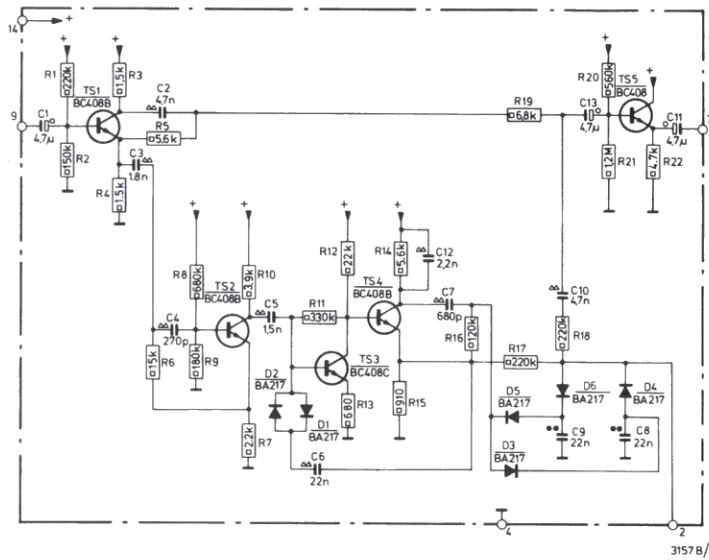 14
+
+
+
+
+
R1
220k
R3
1,5k
TS1
BC408B
C2
4,7n
R19
6,8k
R20
560k
C13
4,7µ
TS5
BC408
C11
4,7µ
9
C1
4,7µ
R5
5,6k
R2
150k
C3
1,8n
R4
1,5k
R21
1,2M
R22
4,7k
+
+
+
+
R8
680k
R10
3,9k
TS2
BC408B
R12
22k
R14
5,6k
C12
2,2n
TS4
BC408B
C4
270p
C5
1,5n
R11
330k
C7
680p
C10
4,7n
R6
15k
R9
180k
R16
120k
R18
220k
R17
220k
TS3
BC408C
D2
BA217
D1
BA217
R13
680
R15
910
D5
BA217
D6
BA217
D4
BA217
R7
2,2k
C6
22n
D3
BA217
C9
22n
C8
22n
4
2
3157B/